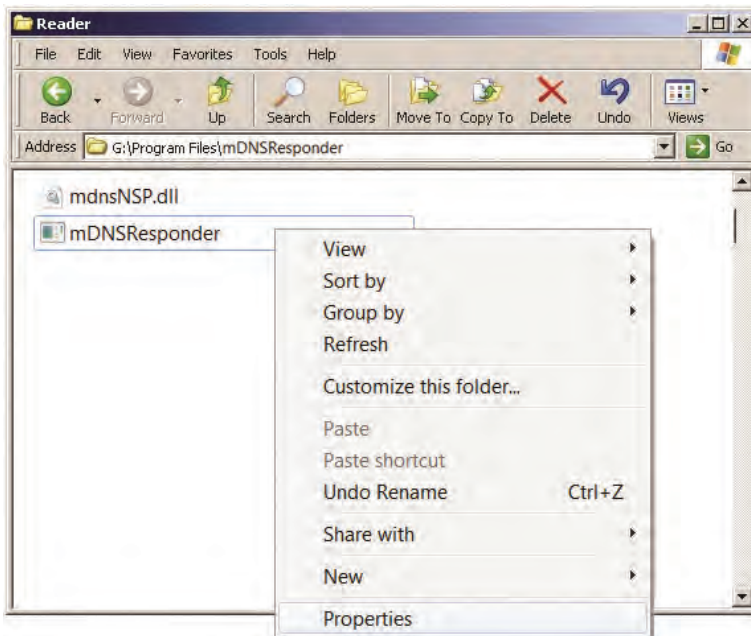 Reader
File Edit View Favorites Tools Help
Back Forward Up Search Folders Move To Copy To Delete Undo Views
Address G:\Program Files\mDNSResponder Go
mdnsNSP.dll
mDNSResponder
View
Sort by
Group by
Refresh
Customize this folder...
Paste
Paste shortcut
Undo Rename Ctrl+Z
Share with
New
Properties